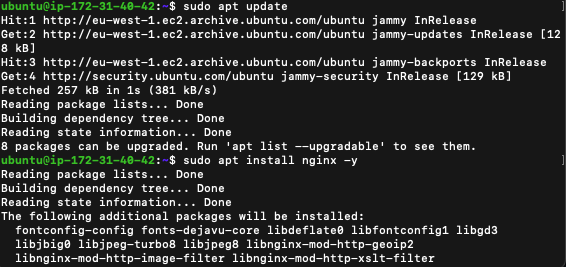 ubuntu@ip-172-31-40-42:~$ sudo apt update
Hit:1 http://eu-west-1.ec2.archive.ubuntu.com/ubuntu jammy InRelease
Get:2 http://eu-west-1.ec2.archive.ubuntu.com/ubuntu jammy-updates InRelease [12
8 kB]
Hit:3 http://eu-west-1.ec2.archive.ubuntu.com/ubuntu jammy-backports InRelease
Get:4 http://security.ubuntu.com/ubuntu jammy-security InRelease [129 kB]
Fetched 257 kB in 1s (381 kB/s)
Reading package lists... Done
Building dependency tree... Done
Reading state information... Done
8 packages can be upgraded. Run 'apt list --upgradable' to see them.
ubuntu@ip-172-31-40-42:~$ sudo apt install nginx -y
Reading package lists... Done
Building dependency tree... Done
Reading state information... Done
The following additional packages will be installed:
  fontconfig-config fonts-dejavu-core libdeflate0 libfontconfig1 libgd3
  libjbig0 libjpeg-turbo8 libjpeg8 libnginx-mod-http-geoip2
  libnginx-mod-http-image-filter libnginx-mod-http-xslt-filter